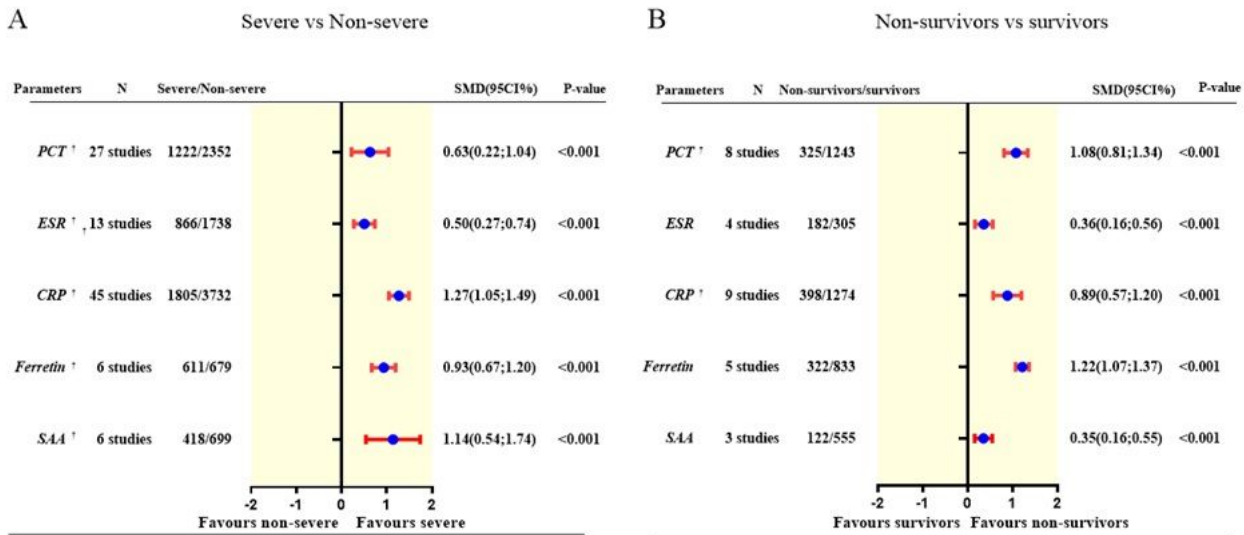 A
Severe vs Non-severe
Parameters N Severe/Non-severe SMD(95CI%) P-value
PCT † 27 studies 1222/2352 0.63(0.22;1.04) <0.001
ESR † † 13 studies 866/1738 0.50(0.27;0.74) <0.001
CRP † 45 studies 1805/3732 1.27(1.05;1.49) <0.001
Ferretin † 6 studies 611/679 0.93(0.67;1.20) <0.001
SAA † 6 studies 418/699 1.14(0.54;1.74) <0.001
-2 -1 0 1 2
Favours non-severe Favours severe
B
Non-survivors vs survivors
Parameters N Non-survivors/survivors SMD(95CI%) P-value
PCT † 8 studies 325/1243 1.08(0.81;1.34) <0.001
ESR 4 studies 182/305 0.36(0.16;0.56) <0.001
CRP † 9 studies 398/1274 0.89(0.57;1.20) <0.001
Ferretin 5 studies 322/833 1.22(1.07;1.37) <0.001
SAA 3 studies 122/555 0.35(0.16;0.55) <0.001
-2 -1 0 1 2
Favours survivors Favours non-survivors